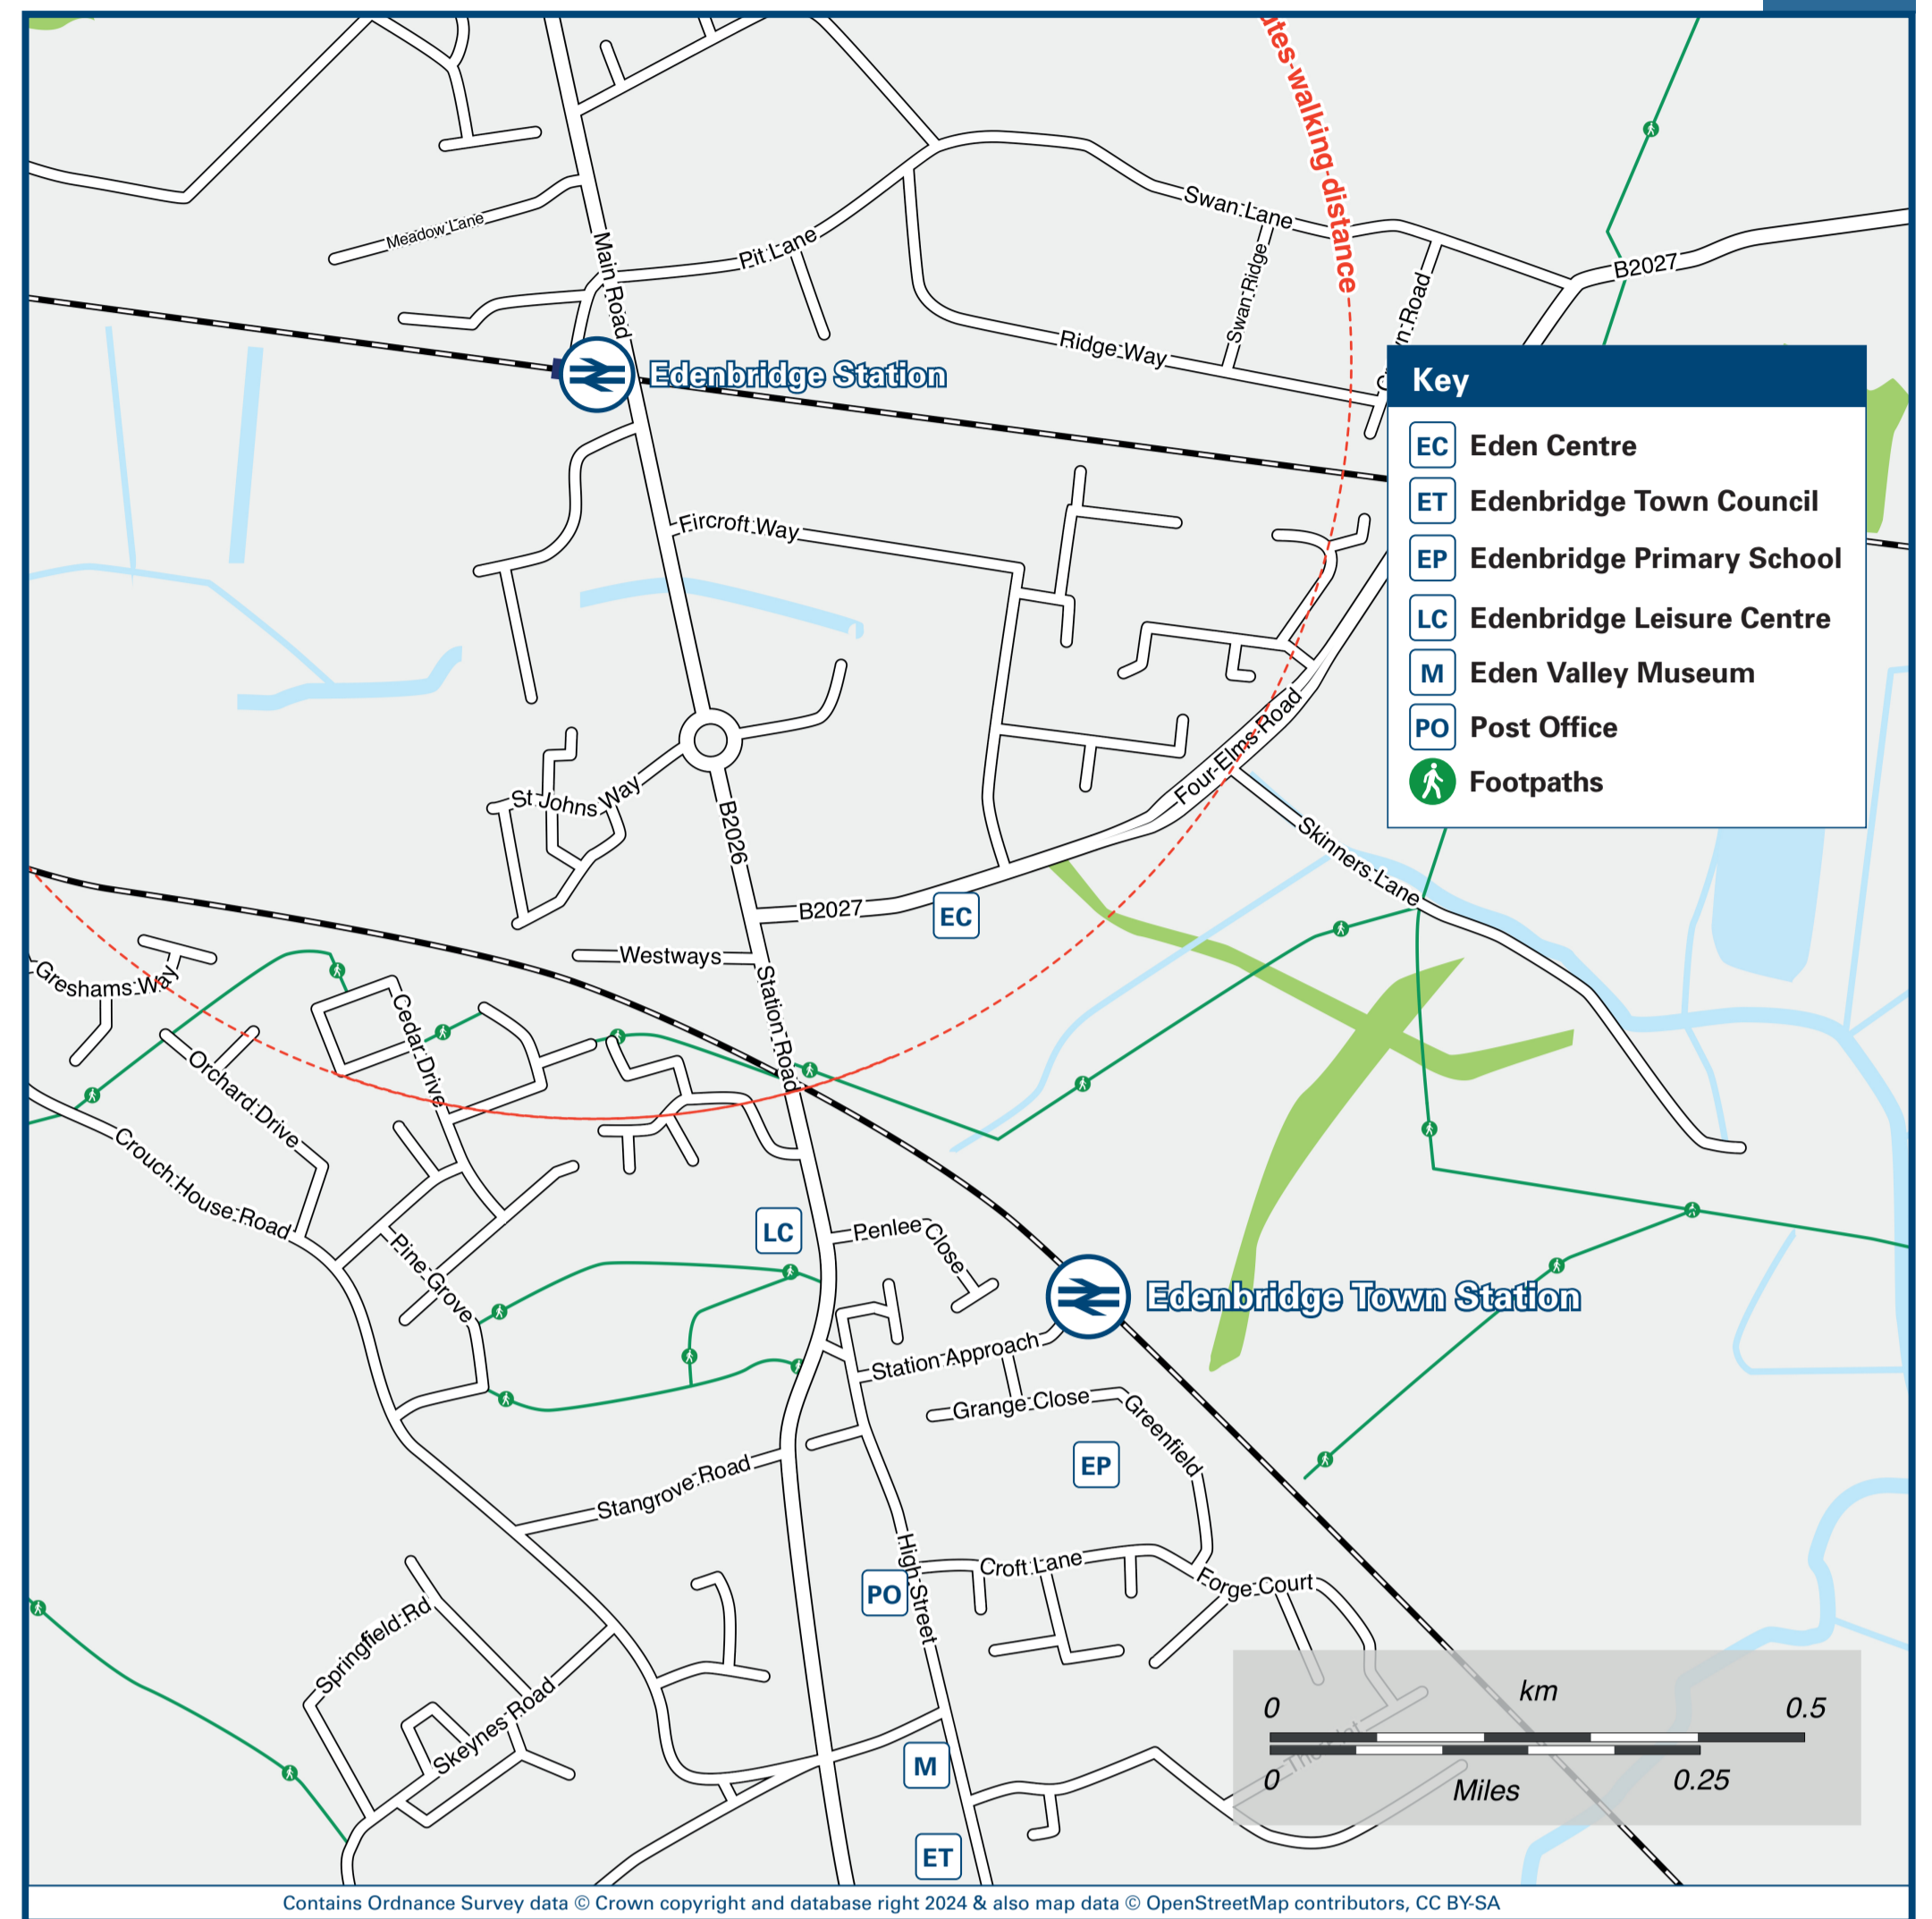 utes-walking-distance
Swan Lane
Meadow Lane
Main Road
Pit Lane
B2027
Swan Ridge
Ridge Way
Edenbridge Station
Key
EC Eden Centre
ET Edenbridge Town Council
EP Edenbridge Primary School
LC Edenbridge Leisure Centre
M Eden Valley Museum
PO Post Office
Footpaths
Fircroft Way
Four Elms Road
St Johns Way
B2026
Skinners Lane
B2027
EC
Westways
Greshams Way
Cedar Drive
Station Road
Orchard Drive
Crouch House Road
LC
Penlee Close
Pine Grove
Edenbridge Town Station
Station Approach
Grange Close
Greenfield
EP
Stangrove Road
High Street
Croft Lane
PO
Forge Court
Springfield Rd
Skeynes Road
M
km
0 0.5
0 0.25
Miles
ET
Contains Ordnance Survey data © Crown copyright and database right 2024 & also map data © OpenStreetMap contributors, CC BY-SA